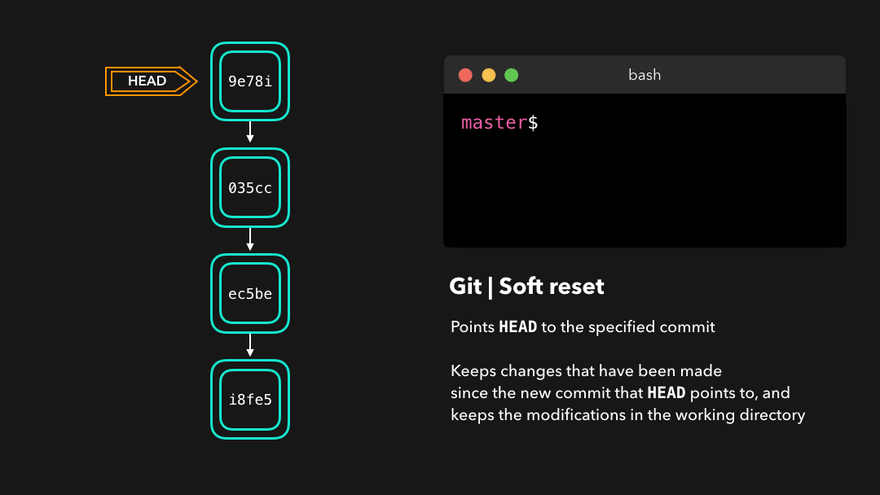 HEAD
9e78i
035cc
ec5be
i8fe5
bash
master$
Git | Soft reset
Points HEAD to the specified commit
Keeps changes that have been made
since the new commit that HEAD points to, and
keeps the modifications in the working directory